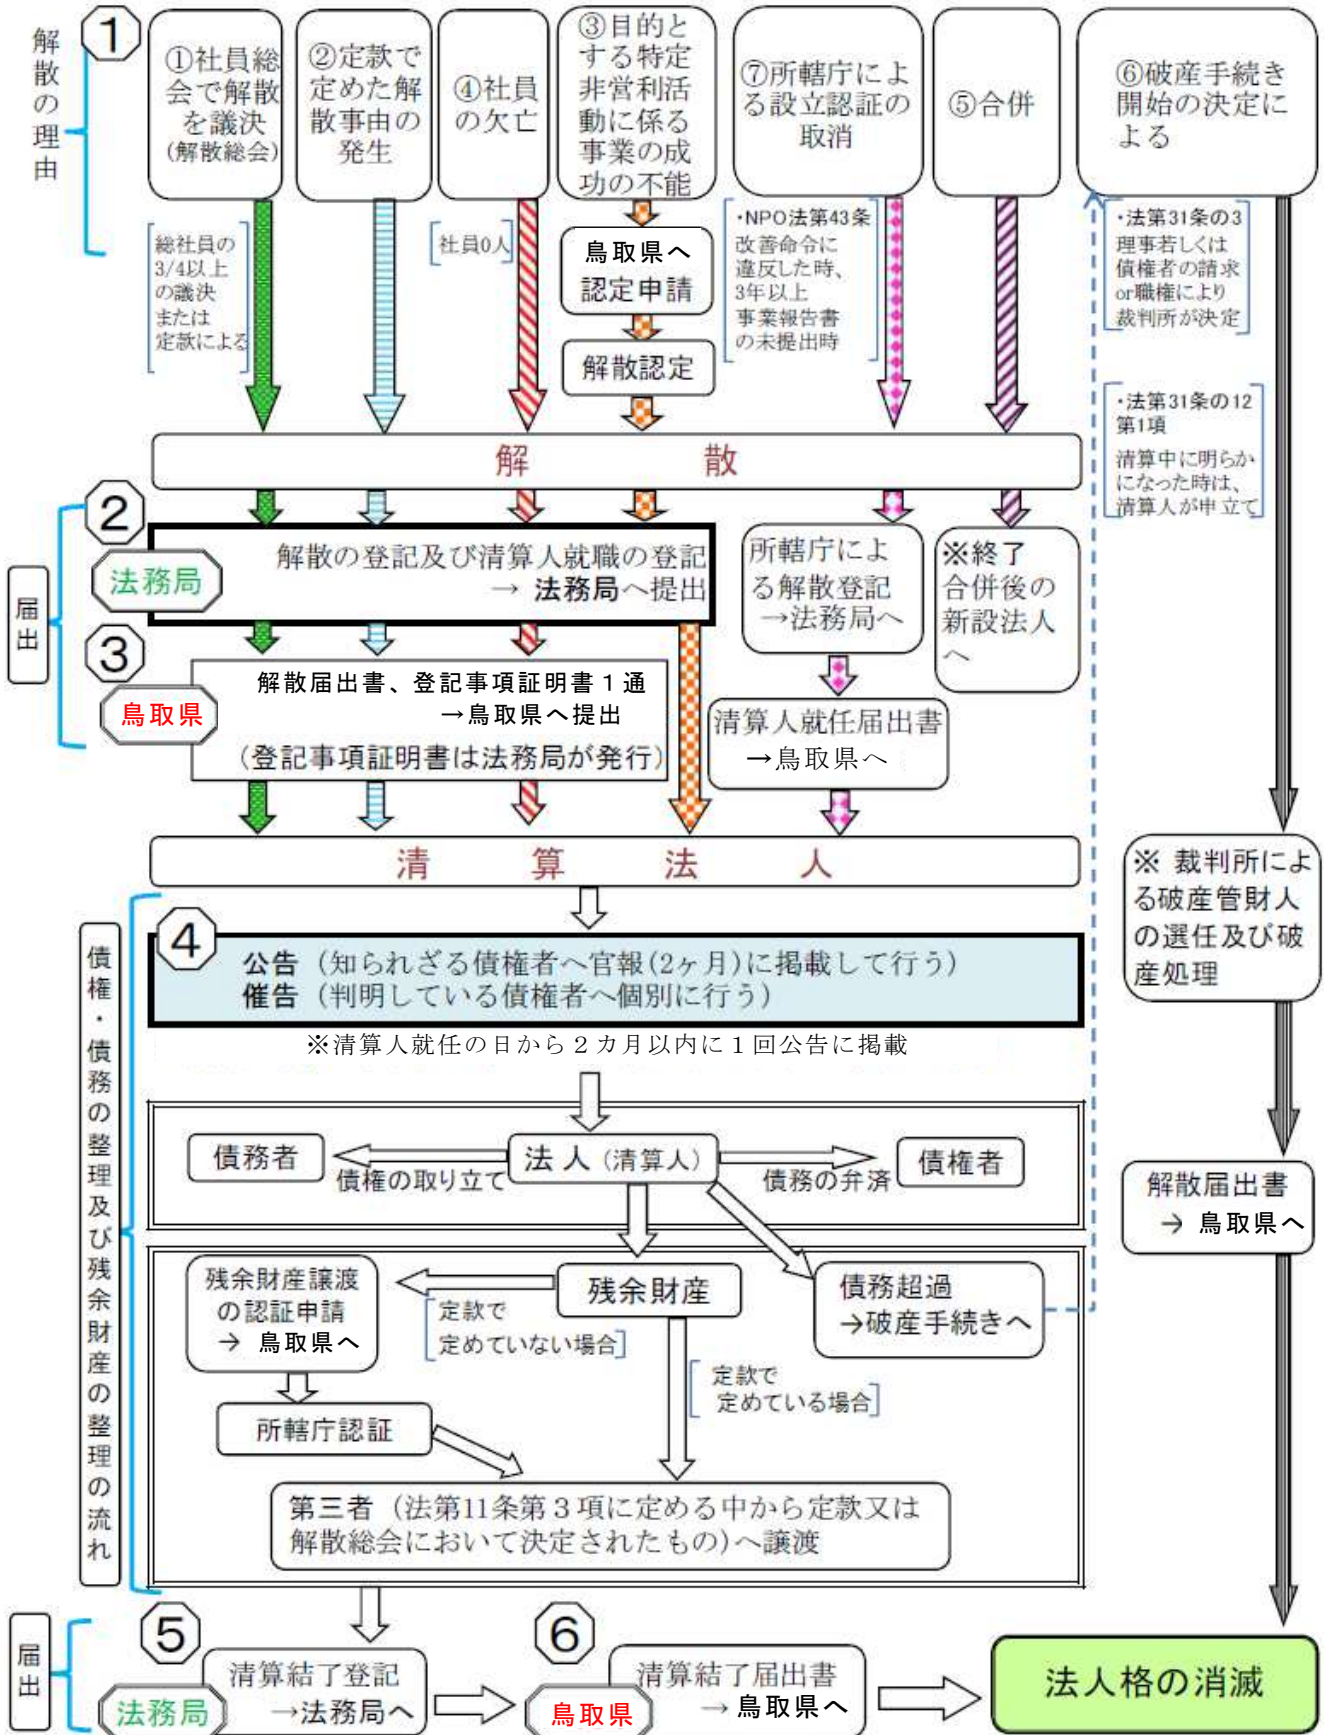 解散の理由
1
①社員総
会で解散
を議決
(解散総会)
②定款で
定めた解
散事由の
発生
④社員
の欠亡
③目的と
する特定
非営利活
動に係る
事業の成
功の不能
⑦所轄庁によ
る設立認証の
取消
⑤合併
⑥破産手続き
開始の決定に
よる
総社員の
3/4以上
の議決
または
定款による
社員0人
鳥取県へ
認定申請
解散認定
・NPO法第43条
改善命令に
違反した時、
3年以上
事業報告書
の未提出時
・法第31条の3
理事若しくは
債権者の請求
or職権により
裁判所が決定
・法第31条の12
第1項
清算中に明らか
になった時は、
清算人が申立て
解 散
届出
2
法務局
解散の登記及び清算人就職の登記
→ 法務局へ提出
所轄庁によ
る解散登記
→法務局へ
※終了
合併後の
新設法人
へ
3
鳥取県
解散届出書、登記事項証明書1通
→鳥取県へ提出
(登記事項証明書は法務局が発行)
清算人就任届出書
→鳥取県へ
清 算 法 人
※ 裁判所によ
る破産管財人
の選任及び破
産処理
債権・債務の整理及び残余財産の整理の流れ
4
公告 (知られざる債権者へ官報(2ヶ月)に掲載して行う)
催告 (判明している債権者へ個別に行う)
※清算人就任の日から2カ月以内に1回公告に掲載
債務者
債権の取り立て
法人(清算人)
債務の弁済
債権者
解散届出書
→ 鳥取県へ
残余財産譲渡
の認証申請
→ 鳥取県へ
定款で
定めていない場合
残余財産
債務超過
→破産手続きへ
定款で
定めている場合
所轄庁認証
第三者 (法第11条第3項に定める中から定款又は
解散総会において決定されたもの)へ譲渡
届出
5
法務局
清算結了登記
→法務局へ
6
鳥取県
清算結了届出書
→ 鳥取県へ
法人格の消滅